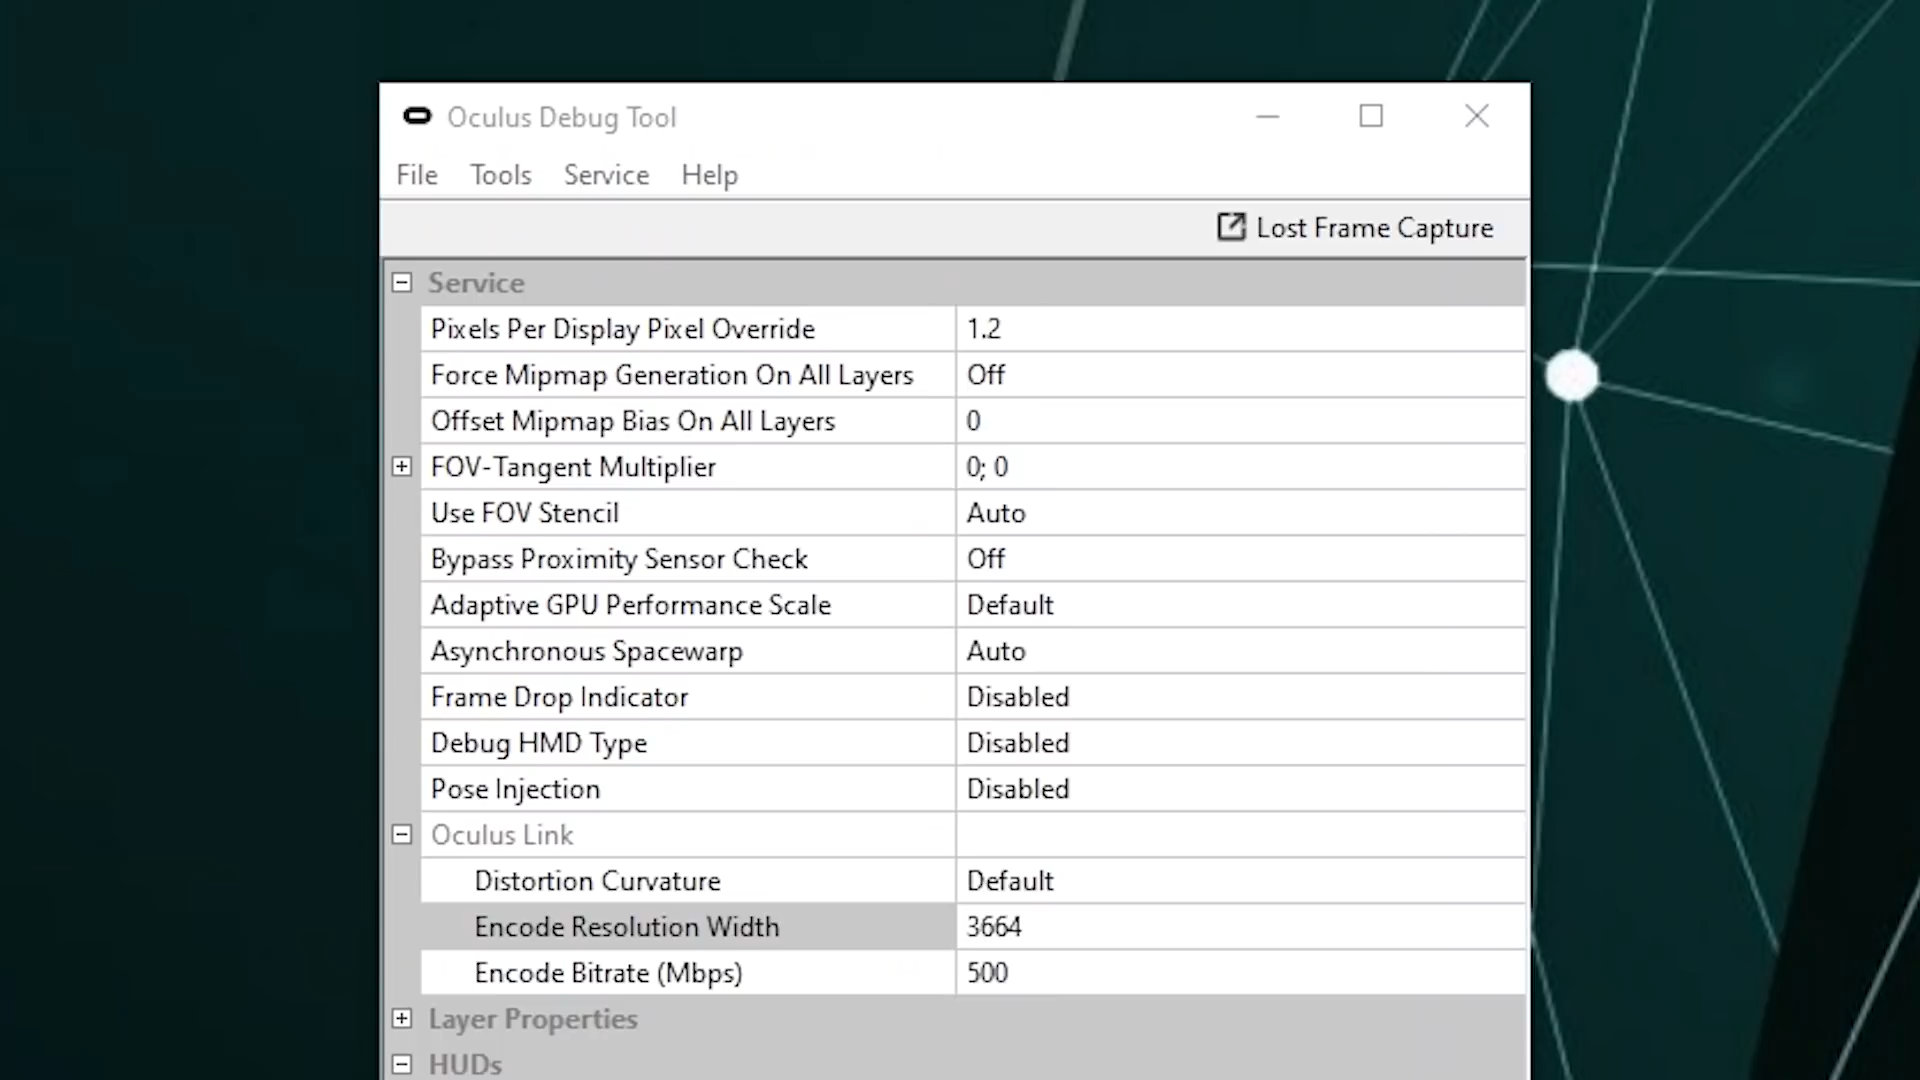 Oculus Debug Tool
File Tools Service Help
Lost Frame Capture
Service
Pixels Per Display Pixel Override 1.2
Force Mipmap Generation On All Layers Off
Offset Mipmap Bias On All Layers 0
FOV-Tangent Multiplier 0; 0
Use FOV Stencil Auto
Bypass Proximity Sensor Check Off
Adaptive GPU Performance Scale Default
Asynchronous Spacewarp Auto
Frame Drop Indicator Disabled
Debug HMD Type Disabled
Pose Injection Disabled
Oculus Link
Distortion Curvature Default
Encode Resolution Width 3664
Encode Bitrate (Mbps) 500
Layer Properties
HUDs